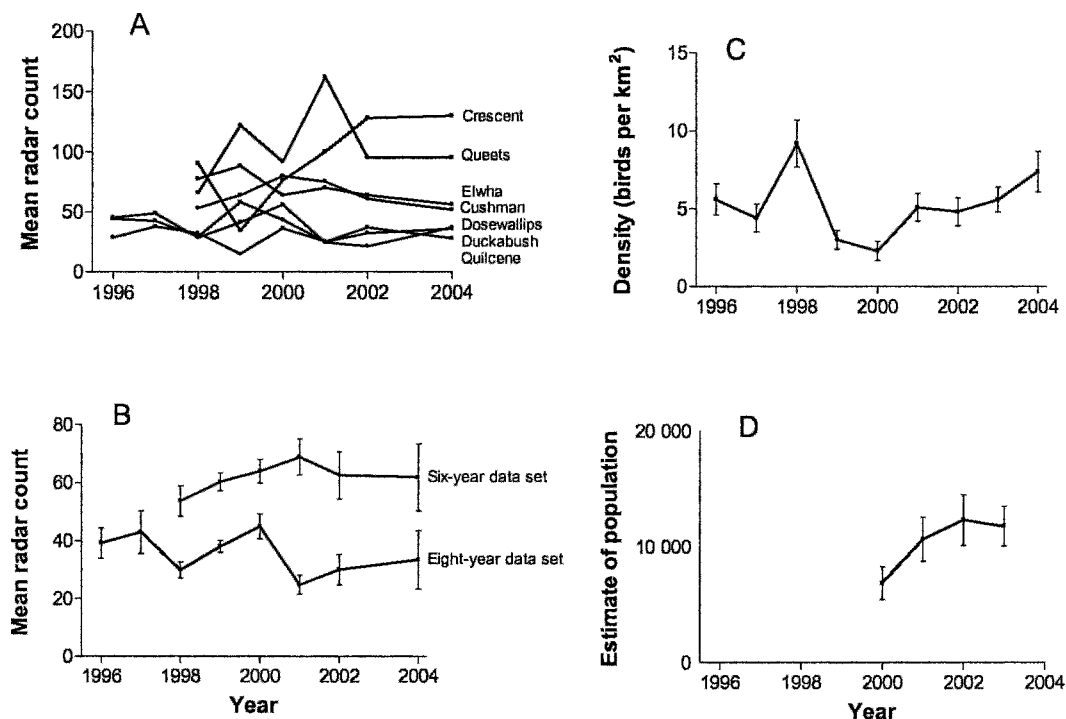 A
Mean radar count
200
150
100
50
0
1996 1998 2000 2002 2004
Crescent
Queets
Elwha
Cushman
Dosewallips
Duckabush
Quilcene
C
Density (birds per km²)
15
10
5
0
1996 1998 2000 2002 2004
B
Mean radar count
80
60
40
20
0
1996 1998 2000 2002 2004
Year
Six-year data set
Eight-year data set
D
Estimate of population
20 000
10 000
0
1996 1998 2000 2002 2004
Year